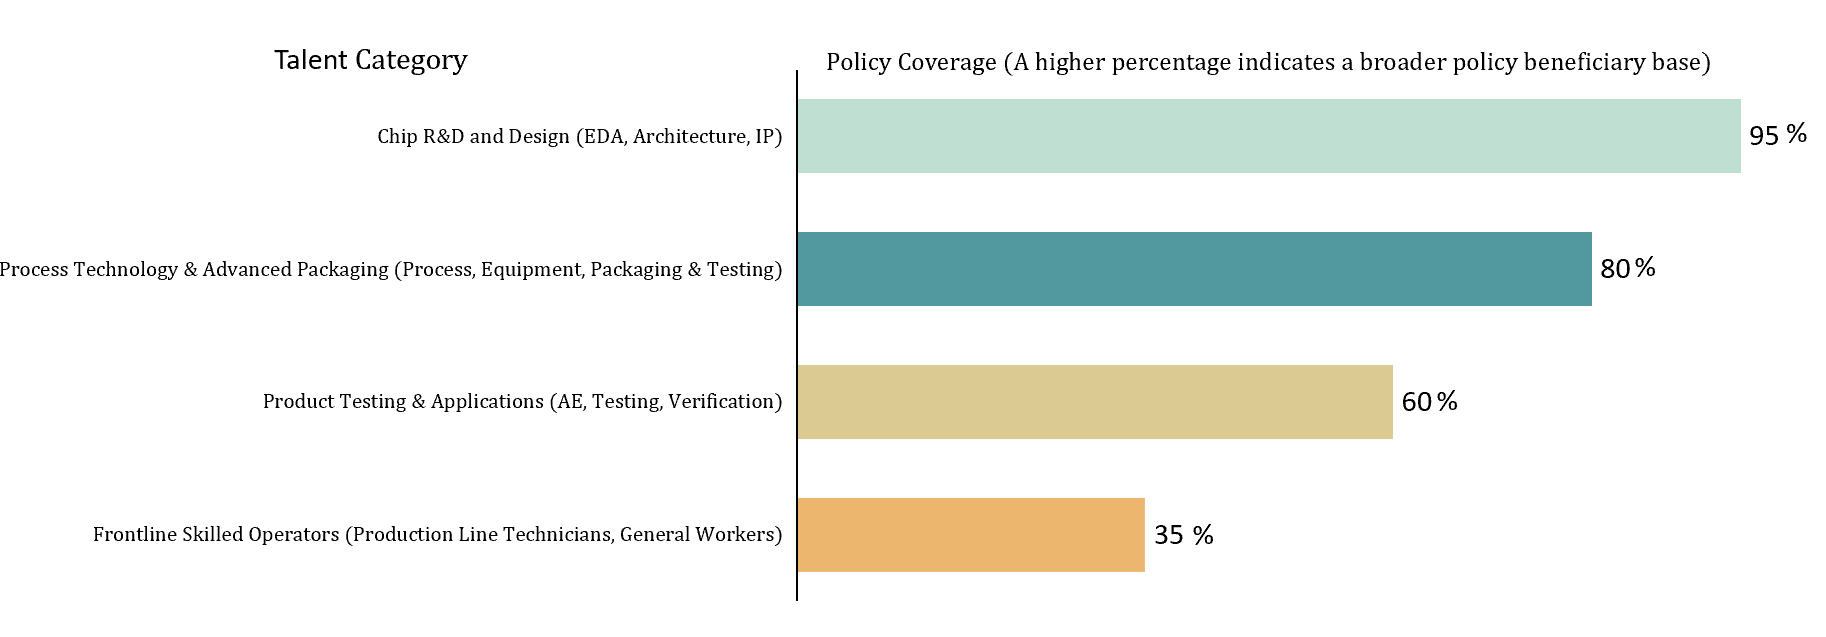 Talent Category
Policy Coverage (A higher percentage indicates a broader policy beneficiary base)
Chip R&D and Design (EDA, Architecture, IP)
95 %
Process Technology & Advanced Packaging (Process, Equipment, Packaging & Testing)
80 %
Product Testing & Applications (AE, Testing, Verification)
60 %
Frontline Skilled Operators (Production Line Technicians, General Workers)
35 %